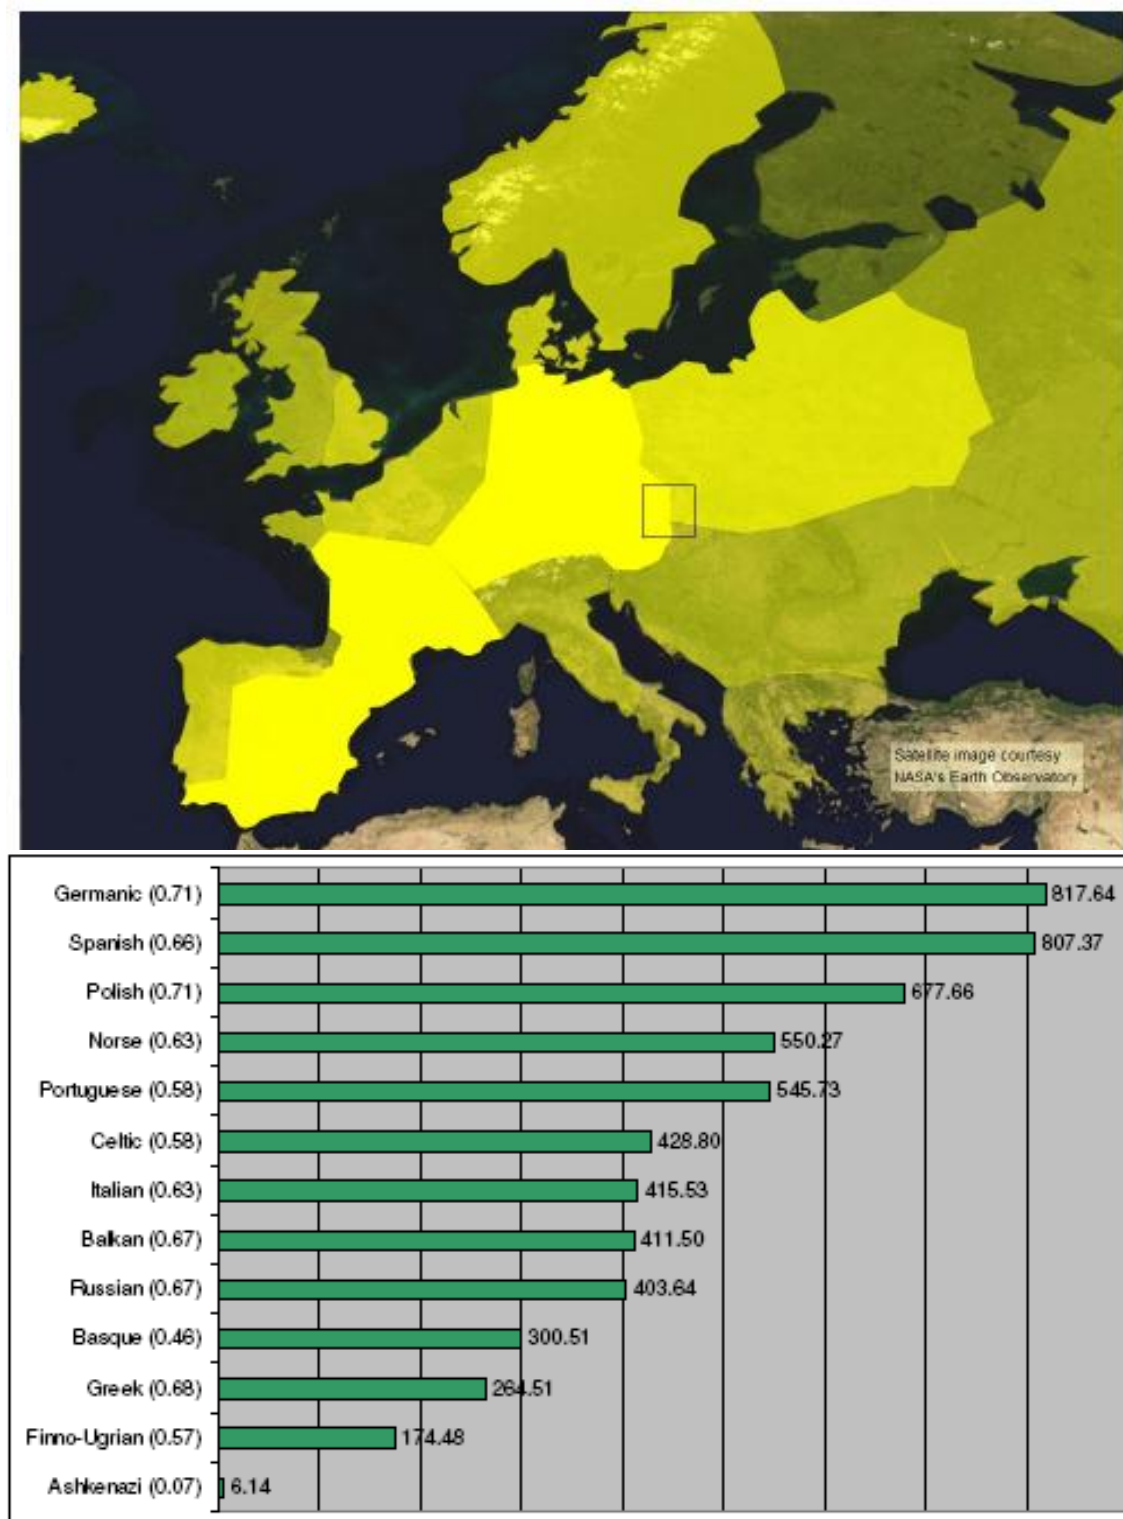 Satellite image courtesy
NASA's Earth Observatory
Germanic (0.71) 817.64
Spanish (0.66) 807.37
Polish (0.71) 677.66
Norse (0.63) 550.27
Portuguese (0.58) 545.73
Celtic (0.58) 428.80
Italian (0.63) 415.53
Balkan (0.67) 411.50
Russian (0.67) 403.64
Basque (0.46) 300.51
Greek (0.68) 264.51
Finno-Ugrian (0.57) 174.48
Ashkenazi (0.07) 6.14